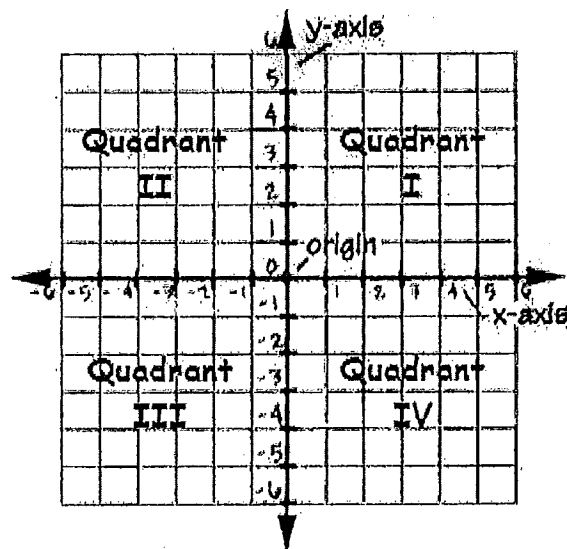 6 y-axis
5
4
Quadrant Quadrant
3
II I
2
1
origin
0
-6 -5 -4 -3 -2 -1 1 2 3 4 5 6
-1 x-axis
-2
Quadrant Quadrant
-3
III IV
-4
-5
-6